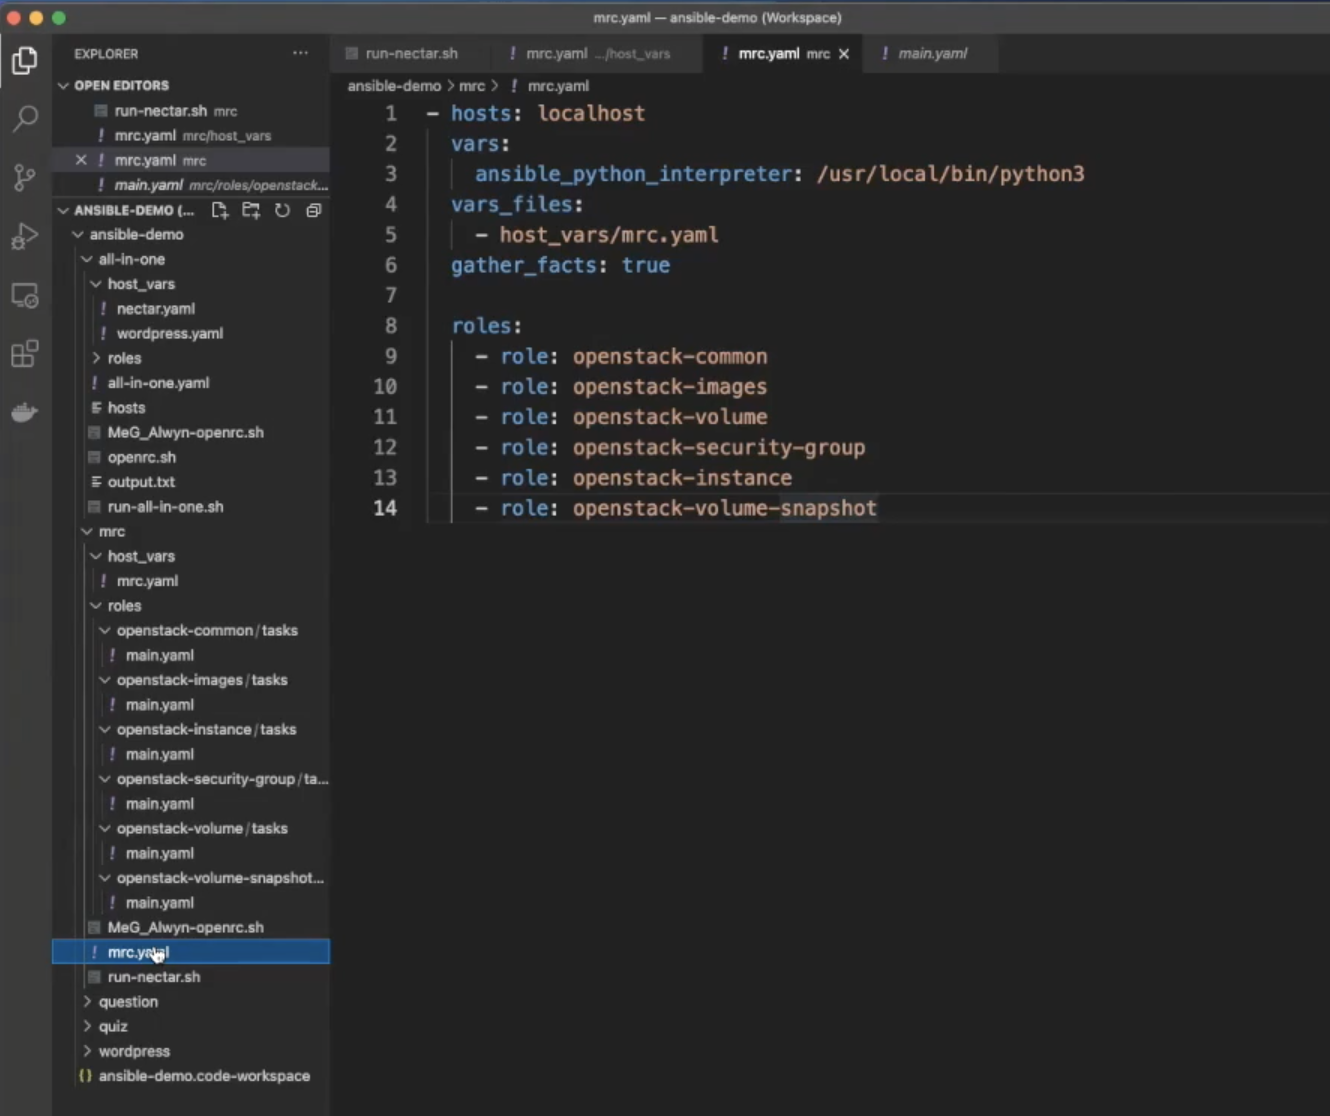 mrc.yaml — ansible-demo (Workspace)
EXPLORER
OPEN EDITORS
run-nectar.sh mrc
! mrc.yaml mrc/host_vars
! mrc.yaml mrc
! main.yaml mrc/roles/openstack...
ANSIBLE-DEMO (...
ansible-demo
all-in-one
host_vars
! nectar.yaml
! wordpress.yaml
roles
! all-in-one.yaml
hosts
MeG_Alwyn-openrc.sh
openrc.sh
output.txt
run-all-in-one.sh
mrc
host_vars
! mrc.yaml
roles
openstack-common/tasks
! main.yaml
openstack-images/tasks
! main.yaml
openstack-instance/tasks
! main.yaml
openstack-security-group/ta...
! main.yaml
openstack-volume/tasks
! main.yaml
openstack-volume-snapshot...
! main.yaml
MeG_Alwyn-openrc.sh
! mrc.yaml
run-nectar.sh
question
quiz
wordpress
{} ansible-demo.code-workspace
run-nectar.sh
! mrc.yaml .../host_vars
! mrc.yaml mrc
! main.yaml
ansible-demo > mrc > ! mrc.yaml
1 - hosts: localhost
2 vars:
3 ansible_python_interpreter: /usr/local/bin/python3
4 vars_files:
5 - host_vars/mrc.yaml
6 gather_facts: true
7
8 roles:
9 - role: openstack-common
10 - role: openstack-images
11 - role: openstack-volume
12 - role: openstack-security-group
13 - role: openstack-instance
14 - role: openstack-volume-snapshot